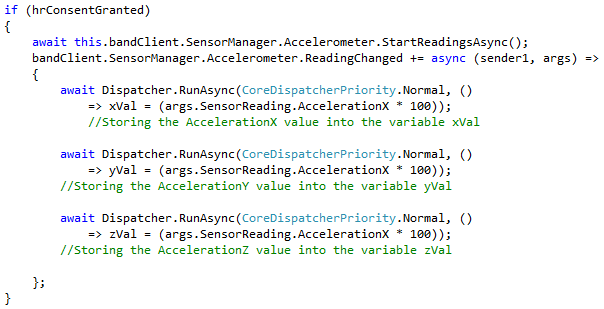 if (hrConsentGranted)
{
    await this.bandClient.SensorManager.Accelerometer.StartReadingsAsync();
    bandClient.SensorManager.Accelerometer.ReadingChanged += async (sender1, args) =>
    {
        await Dispatcher.RunAsync(CoreDispatcherPriority.Normal, ()
            => xVal = (args.SensorReading.AccelerationX * 100));
            //Storing the AccelerationX value into the variable xVal

        await Dispatcher.RunAsync(CoreDispatcherPriority.Normal, ()
            => yVal = (args.SensorReading.AccelerationX * 100));
        //Storing the AccelerationY value into the variable yVal

        await Dispatcher.RunAsync(CoreDispatcherPriority.Normal, ()
            => zVal = (args.SensorReading.AccelerationX * 100));
        //Storing the AccelerationZ value into the variable zVal

    };
}